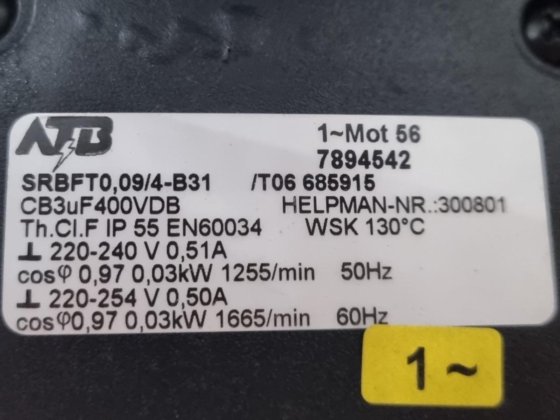 ATB
1~Mot 56
7894542
SRBFT0,09/4-B31 /T06 685915
CB3uF400VDB HELPMAN-NR.:300801
Th.Cl.F IP 55 EN60034 WSK 130°C
⊥ 220-240 V 0,51A
cosφ 0,97 0,03kW 1255/min 50Hz
⊥ 220-254 V 0,50A
cosφ0,97 0,03kW 1665/min 60Hz
1 ~